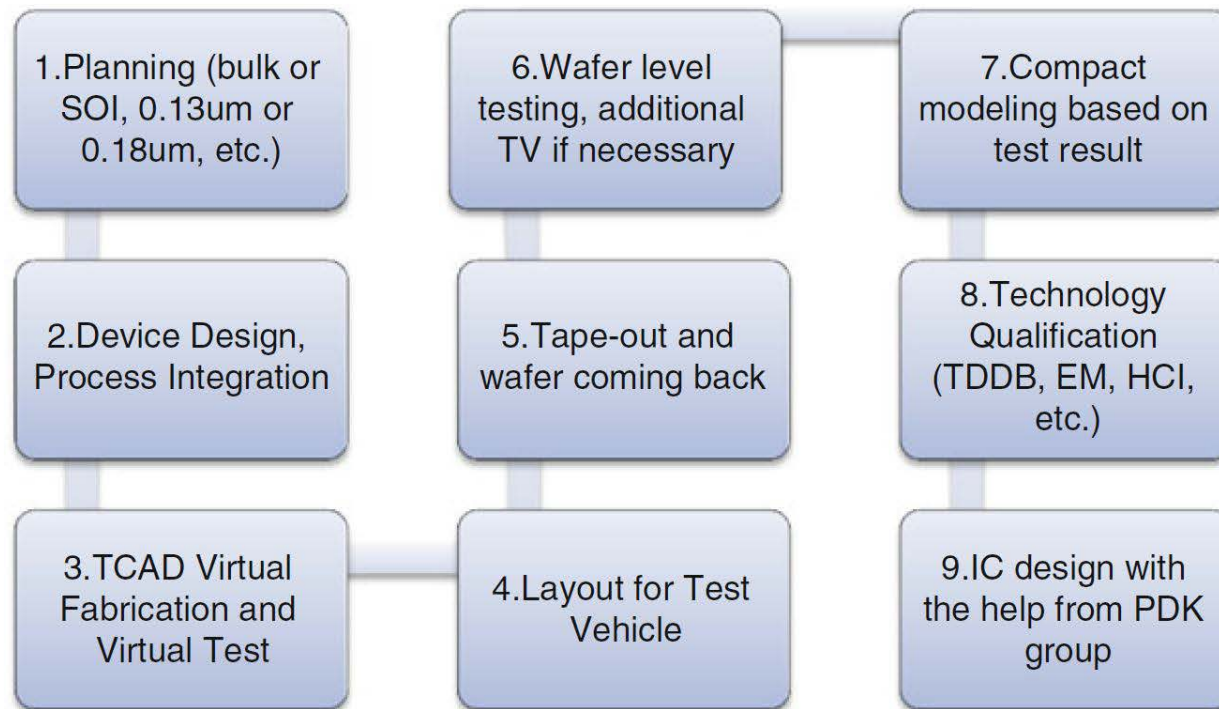 1.Planning (bulk or
SOI, 0.13um or
0.18um, etc.)
2.Device Design,
Process Integration
3.TCAD Virtual
Fabrication and
Virtual Test
4.Layout for Test
Vehicle
5.Tape-out and
wafer coming back
6.Wafer level
testing, additional
TV if necessary
7.Compact
modeling based on
test result
8.Technology
Qualification
(TDDB, EM, HCI,
etc.)
9.IC design with
the help from PDK
group